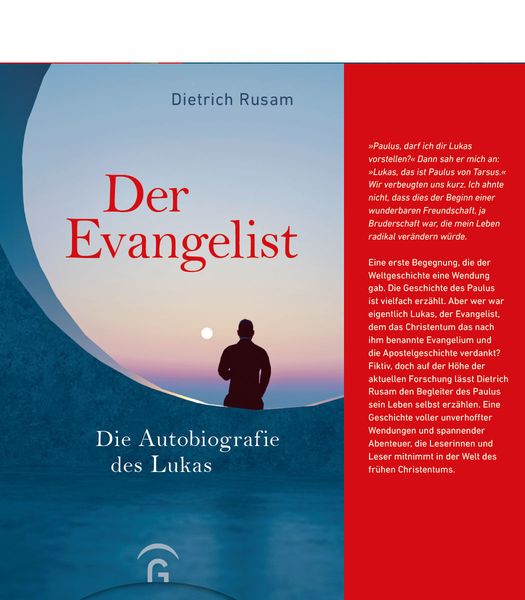 Dietrich Rusam
Der
Evangelist
Die Autobiografie
des Lukas
G
»Paulus, darf ich dir Lukas
vorstellen?« Dann sah er mich an:
»Lukas, das ist Paulus von Tarsus.«
Wir verbeugten uns kurz. Ich ahnte
nicht, dass dies der Beginn einer
wunderbaren Freundschaft, ja
Bruderschaft war, die mein Leben
radikal verändern würde.
Eine erste Begegnung, die der
Weltgeschichte eine Wendung
gab. Die Geschichte des Paulus
ist vielfach erzählt. Aber wer war
eigentlich Lukas, der Evangelist,
dem das Christentum das nach
ihm benannte Evangelium und
die Apostelgeschichte verdankt?
Fiktiv, doch auf der Höhe der
aktuellen Forschung lässt Dietrich
Rusam den Begleiter des Paulus
sein Leben selbst erzählen. Eine
Geschichte voller unverhoffter
Wendungen und spannender
Abenteuer, die Leserinnen und
Leser mitnimmt in der Welt des
frühen Christentums.